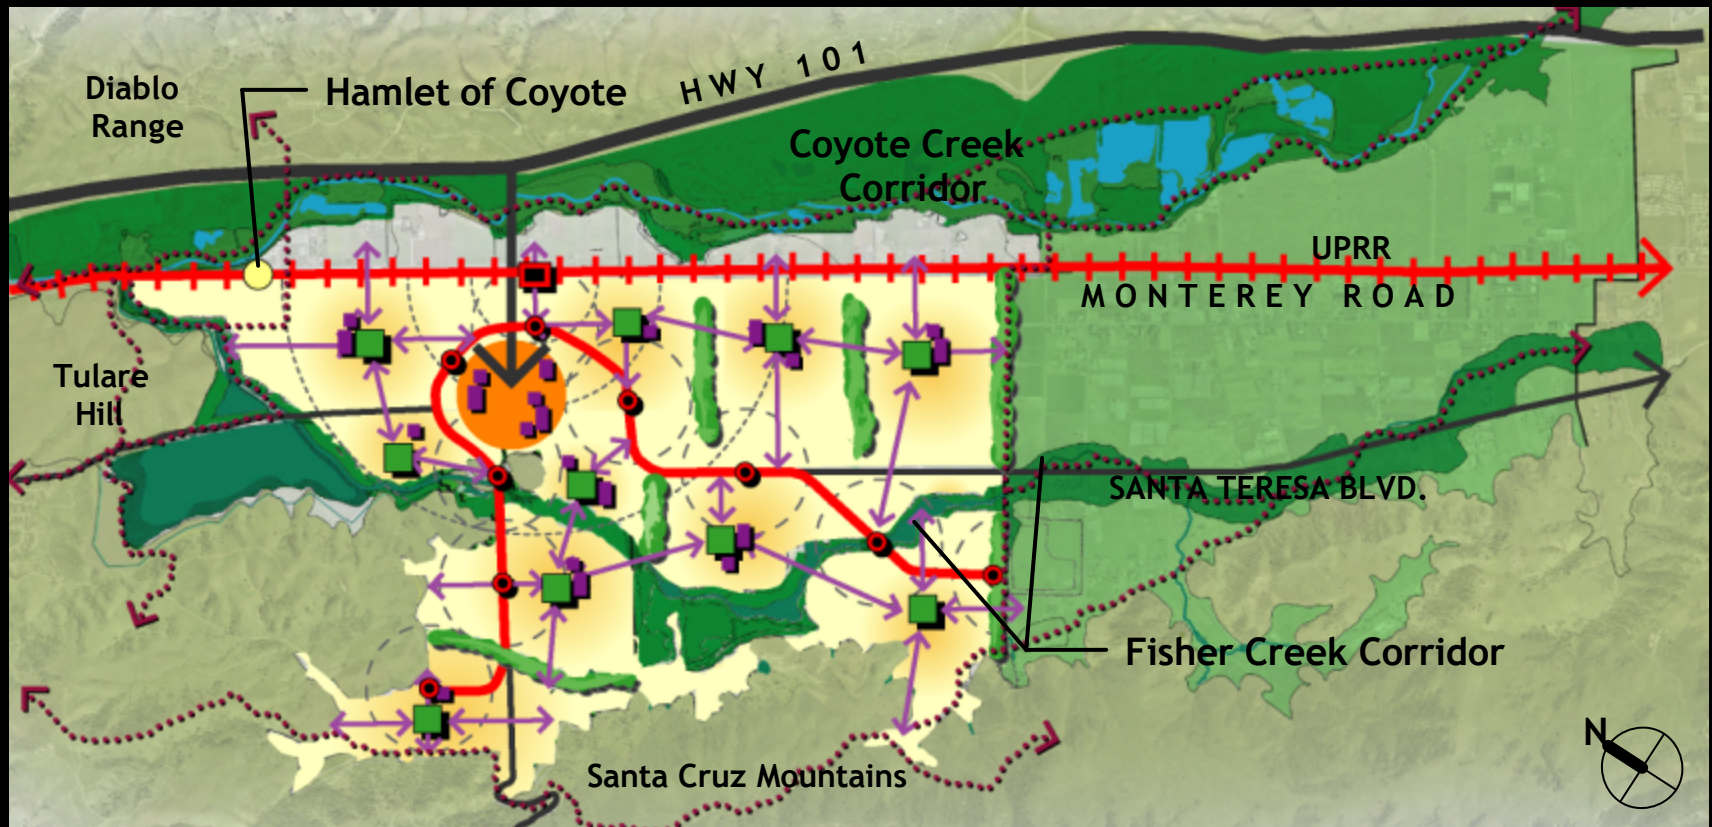 Diablo
Range
Hamlet of Coyote
HWY 101
Coyote Creek
Corridor
UPRR
MONTEREY ROAD
Tulare
Hill
SANTA TERESA BLVD.
Fisher Creek Corridor
Santa Cruz Mountains
N